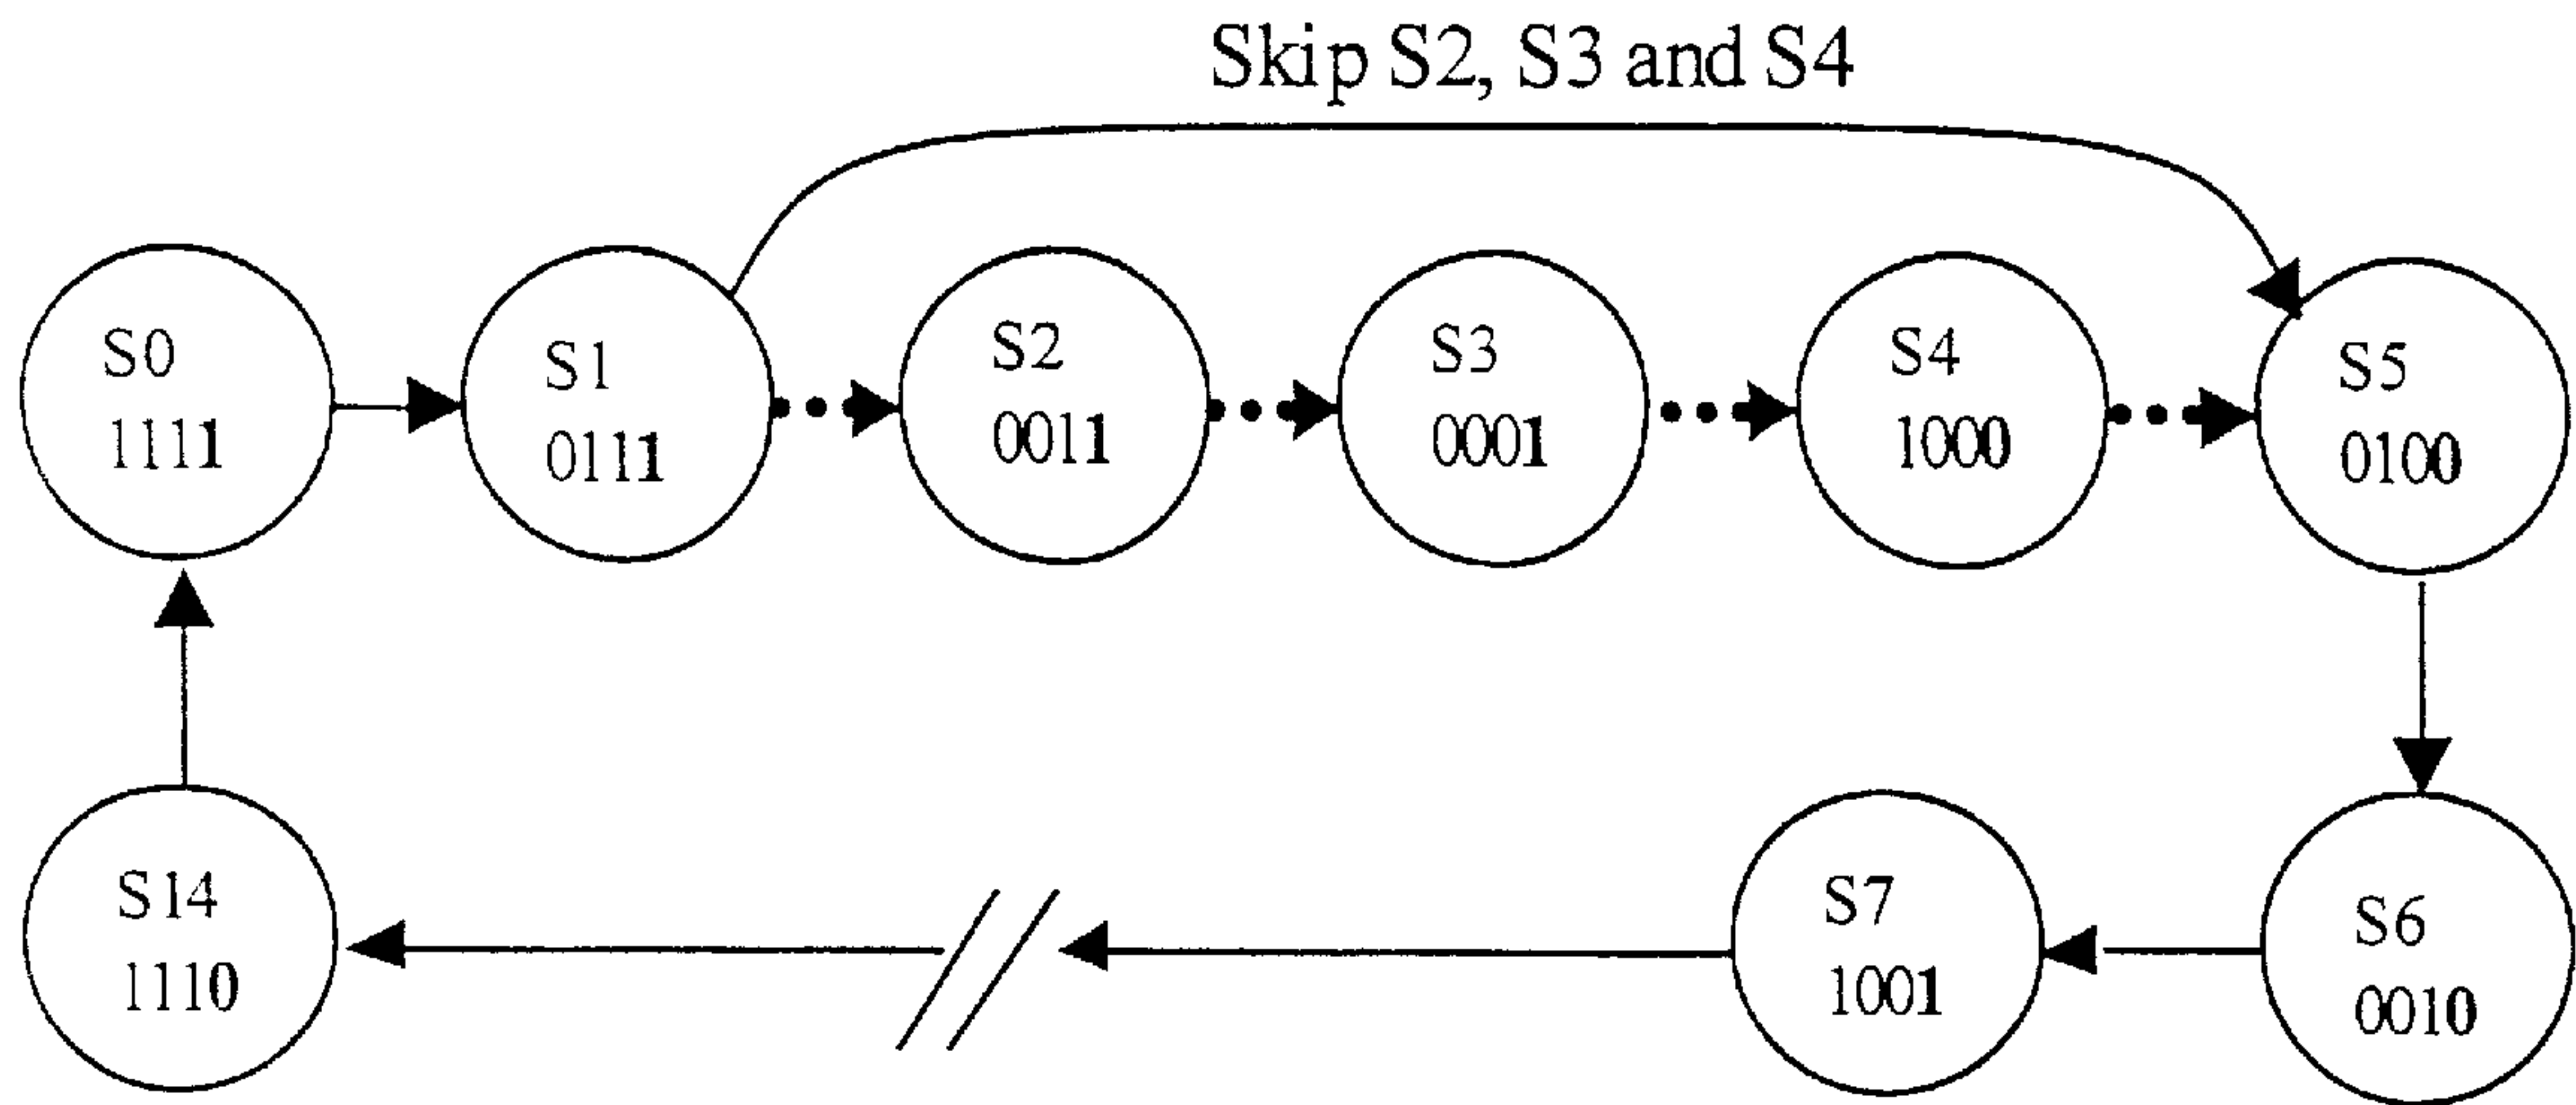 Skip S2, S3 and S4
S0
1111
S1
0111
S2
0011
S3
0001
S4
1000
S5
0100
S14
1110
S7
1001
S6
0010